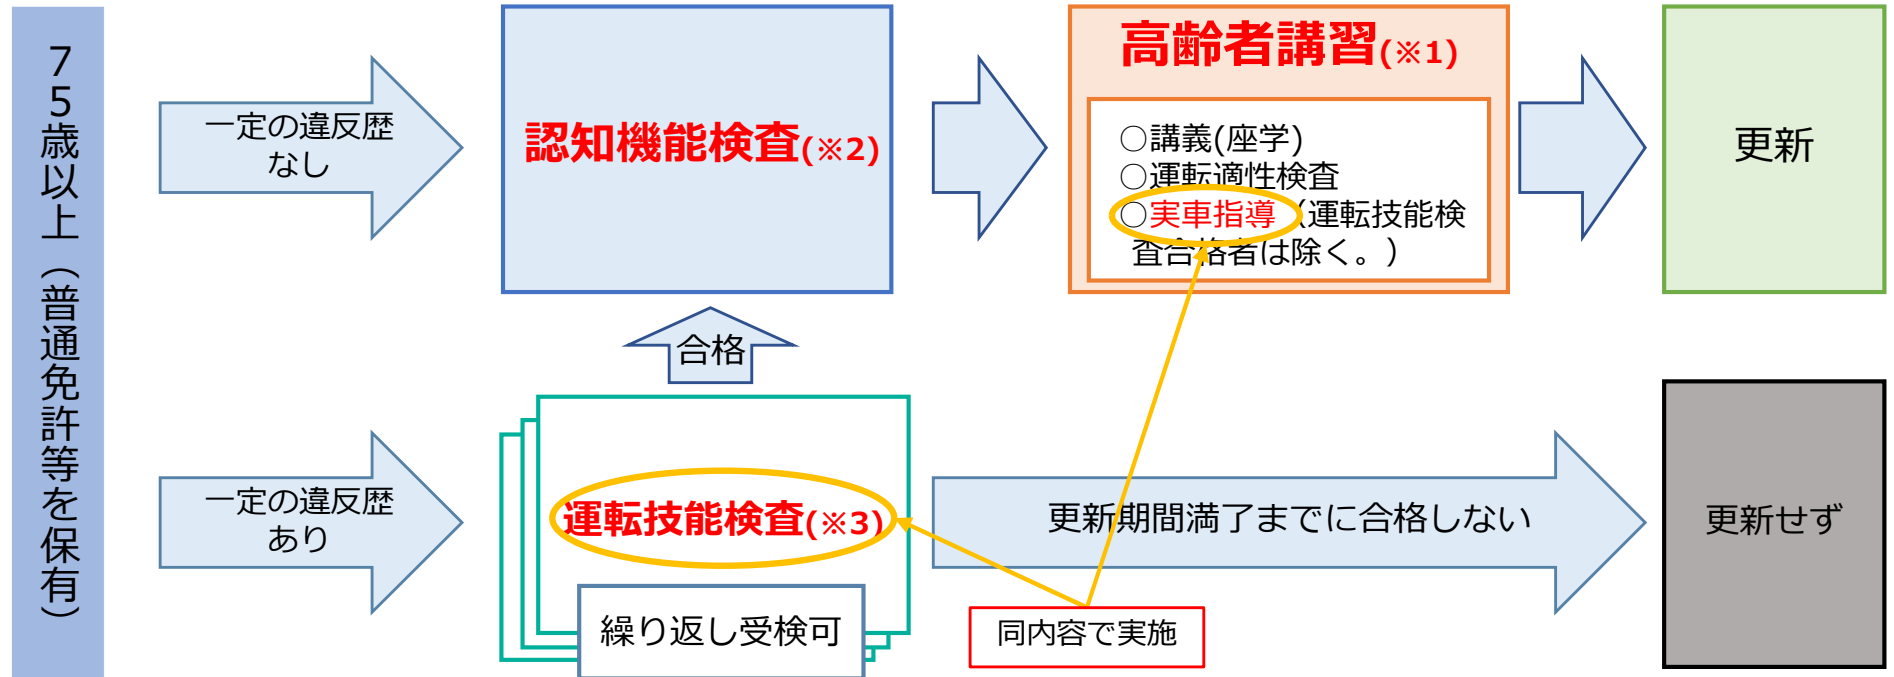 75歳以上（普通免許等を保有）
一定の違反歴
なし
認知機能検査(※2)
高齢者講習(※1)
○講義(座学)
○運転適性検査
○実車指導（運転技能検
査合格者は除く。）
更新
合格
一定の違反歴
あり
運転技能検査(※3)
繰り返し受検可
更新期間満了までに合格しない
同内容で実施
更新せず